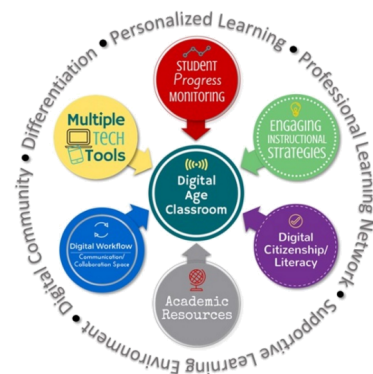 Personalized Learning • Professional Learning Network • Supportive Learning Environment • Digital Community • Differentiation •
STUDENT
Progress
MONITORING
Multiple
TECH
Tools
ENGAGING
INSTRUCTIONAL
STRATEGIES
Digital
Age
Classroom
Digital Workflow
Communication/
Collaboration Space
Digital
Citizenship/
Literacy
Academic
Resources